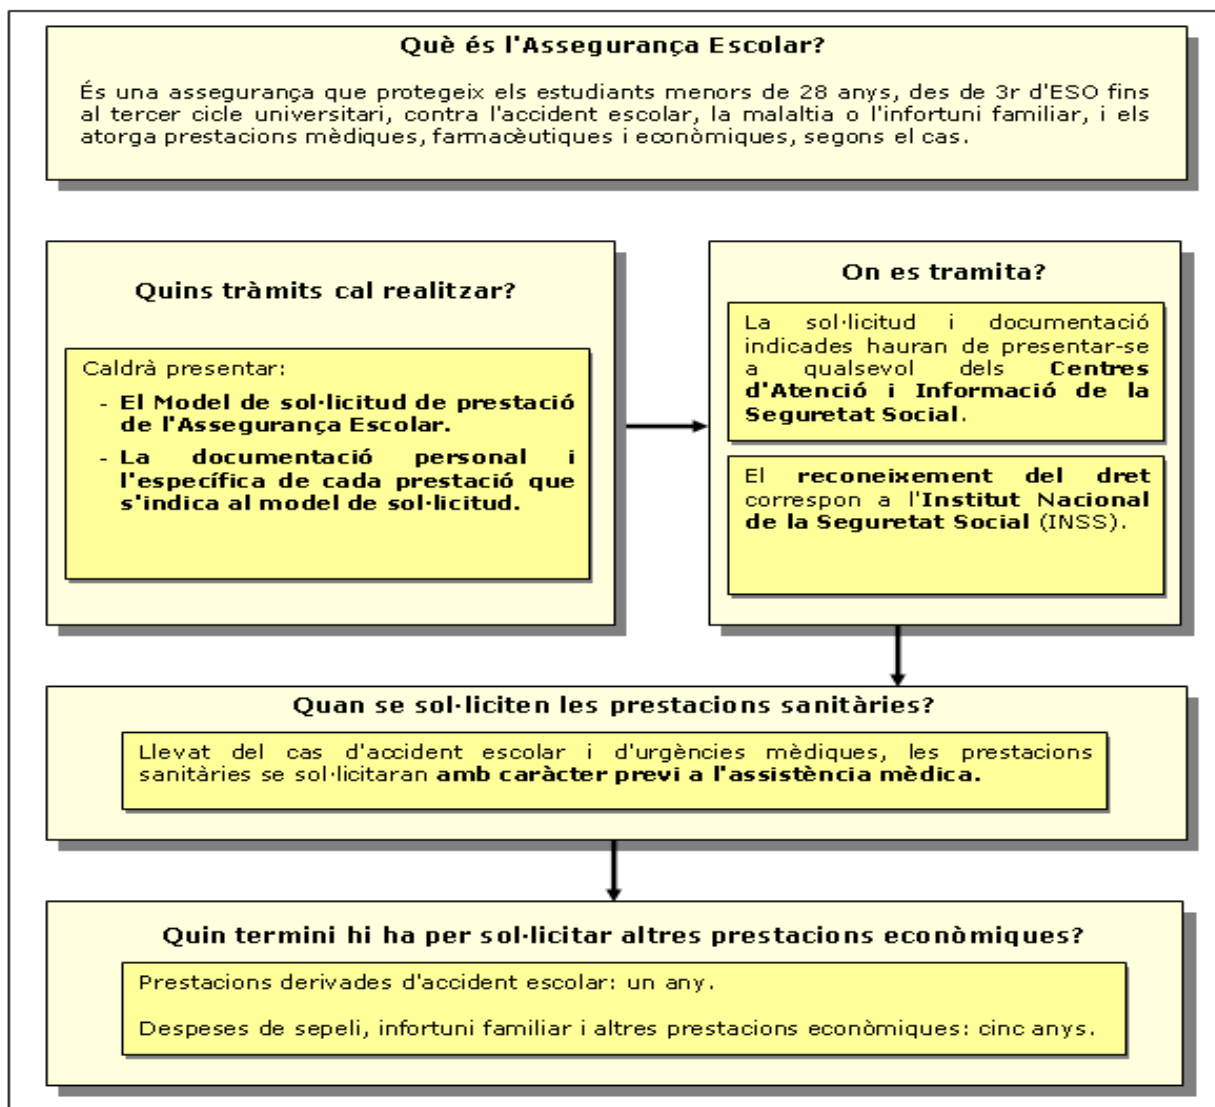 Què és l'Assegurança Escolar?
És una assegurança que protegeix els estudiants menors de 28 anys, des de 3r d'ESO fins
al tercer cicle universitari, contra l'accident escolar, la malaltia o l'infortuni familiar, i els
atorga prestacions mèdiques, farmacèutiques i econòmiques, segons el cas.
Quins tràmits cal realitzar?
Caldrà presentar:
- El Model de sol·licitud de prestació
de l'Assegurança Escolar.
- La documentació personal i
l'específica de cada prestació que
s'indica al model de sol·licitud.
On es tramita?
La sol·licitud i documentació
indicades hauran de presentar-se
a qualsevol dels Centres
d'Atenció i Informació de la
Seguretat Social.
El reconeixement del dret
correspon a l'Institut Nacional
de la Seguretat Social (INSS).
Quan se sol·liciten les prestacions sanitàries?
Llevat del cas d'accident escolar i d'urgències mèdiques, les prestacions
sanitàries se sol·licitaran amb caràcter previ a l'assistència mèdica.
Quin termini hi ha per sol·licitar altres prestacions econòmiques?
Prestacions derivades d'accident escolar: un any.
Despeses de sepeli, infortuni familiar i altres prestacions econòmiques: cinc anys.